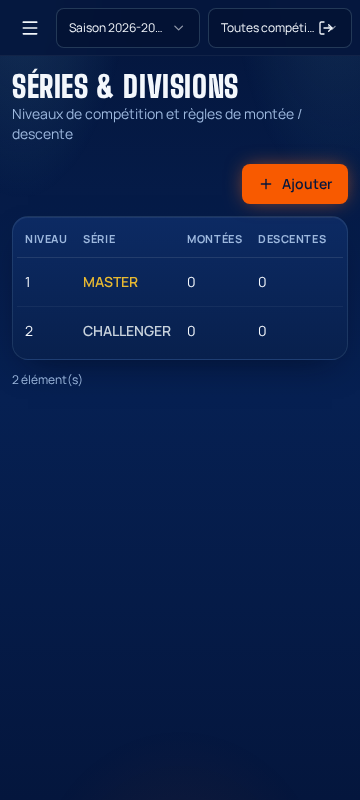 Saison 2026-20...
Toutes compéti...
SÉRIES & DIVISIONS
Niveaux de compétition et règles de montée /
descente
+ Ajouter
NIVEAU SÉRIE MONTÉES DESCENTES
1 MASTER 0 0
2 CHALLENGER 0 0
2 élément(s)